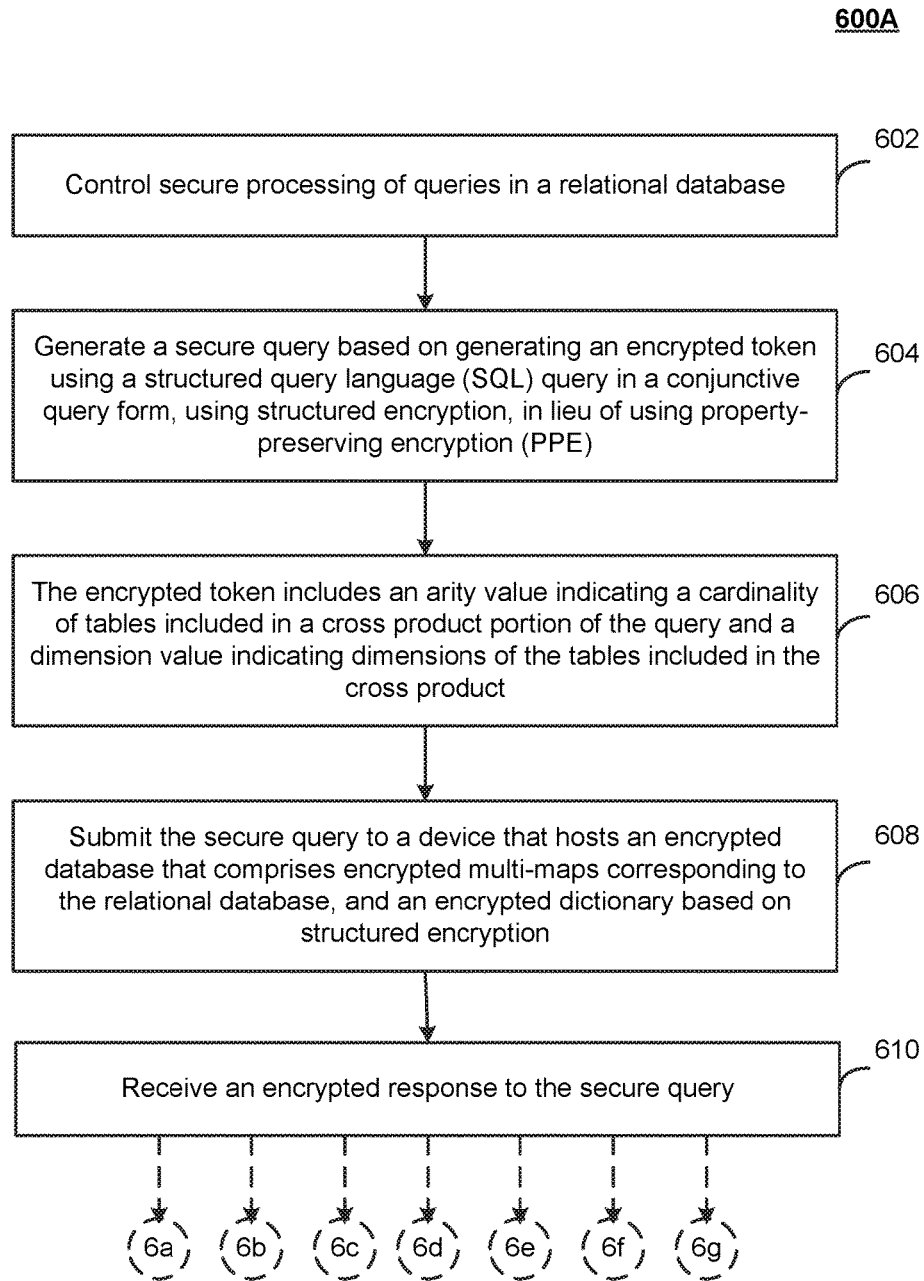 600A
Control secure processing of queries in a relational database
602
Generate a secure query based on generating an encrypted token
using a structured query language (SQL) query in a conjunctive
query form, using structured encryption, in lieu of using property-
preserving encryption (PPE)
604
The encrypted token includes an arity value indicating a cardinality
of tables included in a cross product portion of the query and a
dimension value indicating dimensions of the tables included in the
cross product
606
Submit the secure query to a device that hosts an encrypted
database that comprises encrypted multi-maps corresponding to
the relational database, and an encrypted dictionary based on
structured encryption
608
Receive an encrypted response to the secure query
610
6a 6b 6c 6d 6e 6f 6g